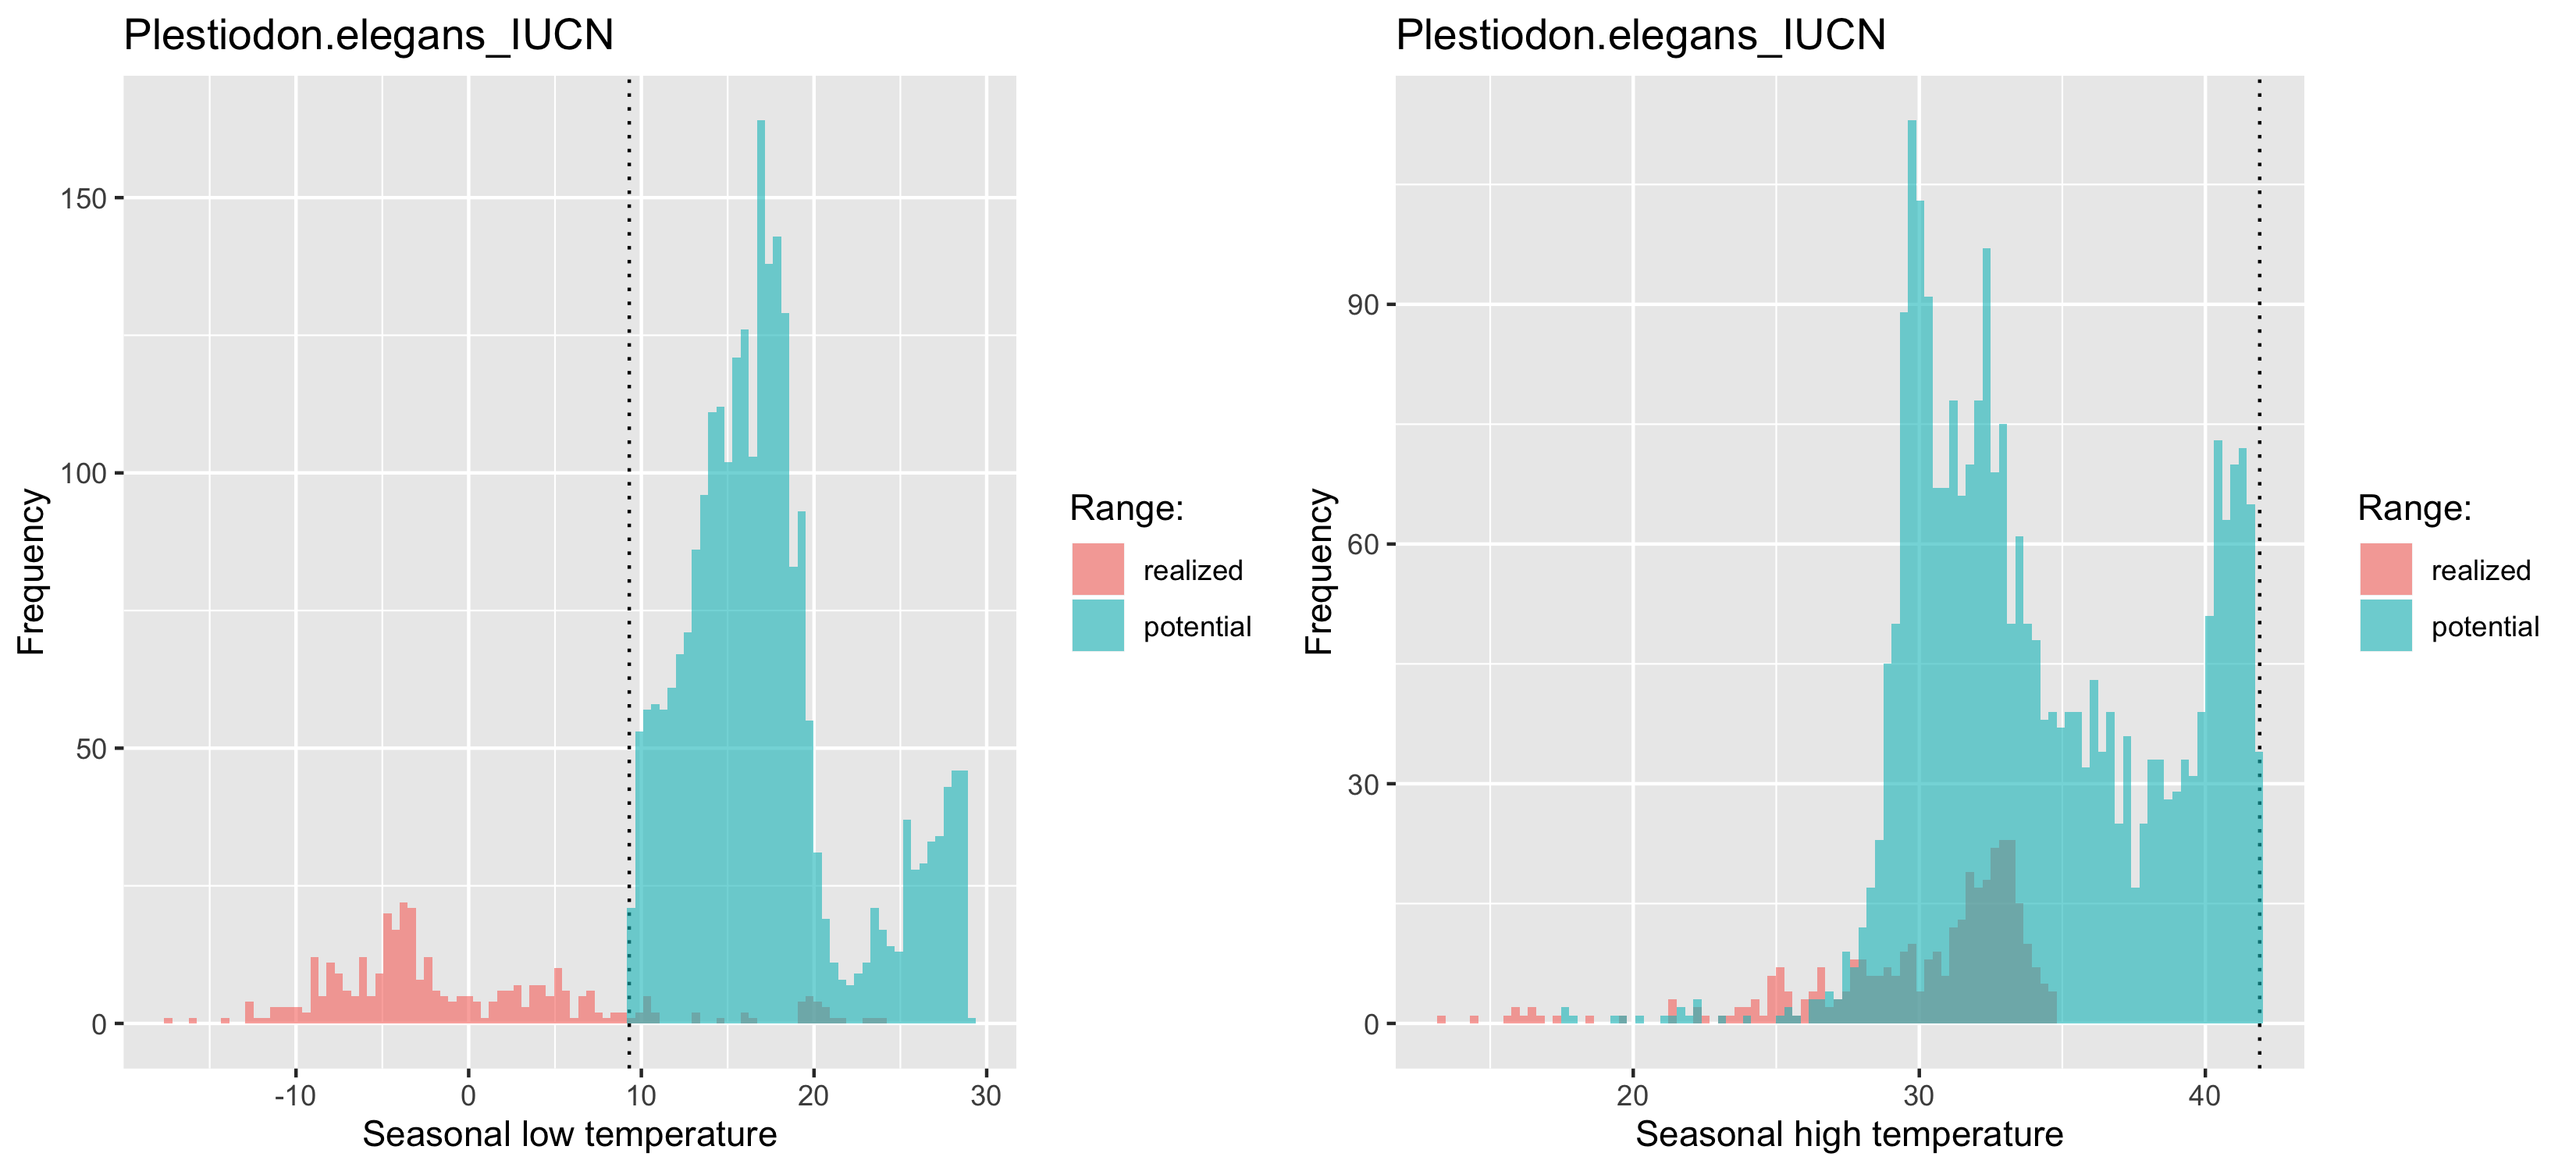 Plestiodon.elegans_IUCN
150
100
50
0
Frequency
-10
0
10
20
30
Seasonal low temperature
Range:
realized
potential
Plestiodon.elegans_IUCN
90
60
30
0
Frequency
20
30
40
Seasonal high temperature
Range:
realized
potential